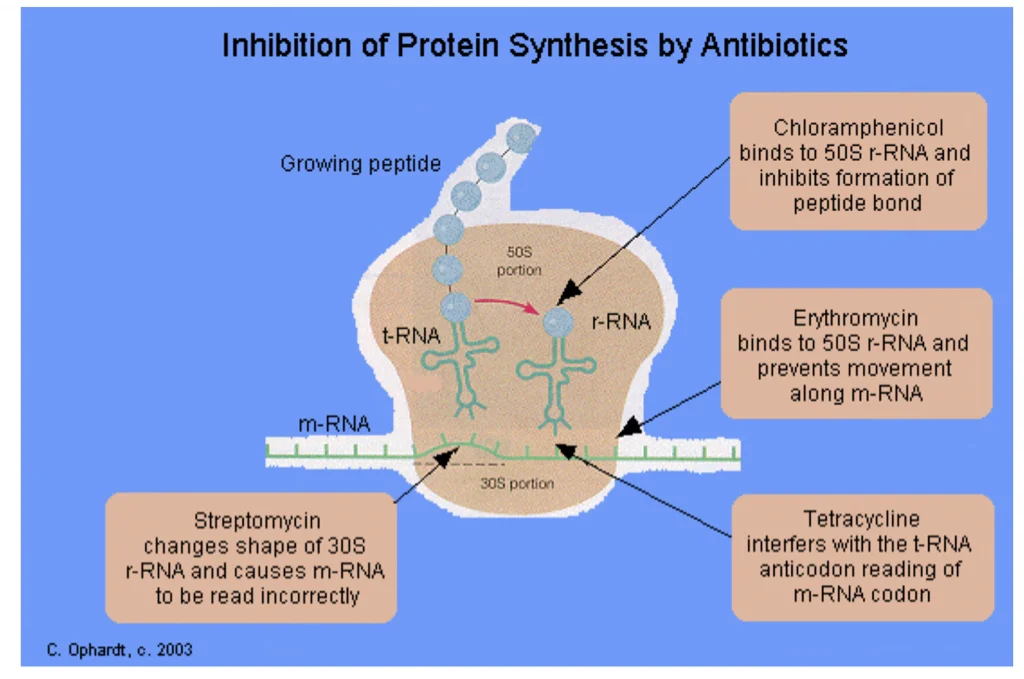 Inhibition of Protein Synthesis by Antibiotics
Chloramphenicol
binds to 50S r-RNA and
inhibits formation of
peptide bond
Growing peptide
50S
portion
Erythromycin
binds to 50S r-RNA and
prevents movement
along m-RNA
r-RNA
t-RNA
m-RNA
30S portion
Streptomycin
changes shape of 30S
r-RNA and causes m-RNA
to be read incorrectly
Tetracycline
interfers with the t-RNA
anticodon reading of
m-RNA codon
C. Ophardt, c. 2003